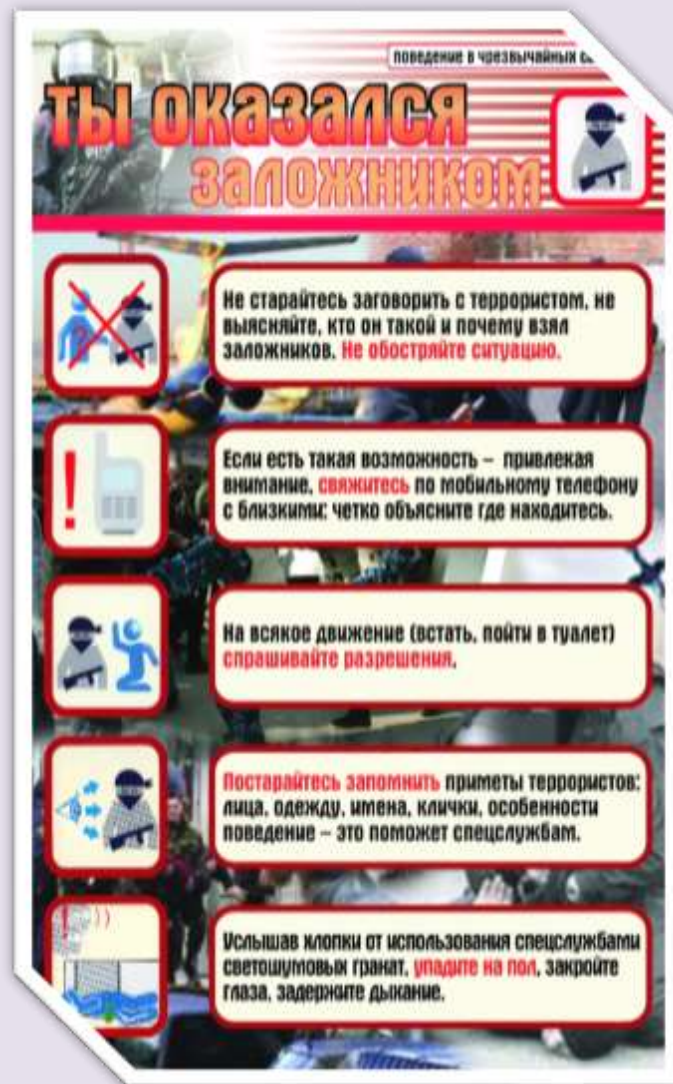 поведение в чрезвычайных
ты оказался
заложником
Не старайтесь заговорить с террористом, не
выясняйте, кто он такой и почему взял
заложников. Не обостряйте ситуацию.
Если есть такая возможность – привлекая
внимание, свяжитесь по мобильному телефону
с близкими; четко объясните где находитесь.
На всякое движение (встать, пойти в туалет)
спрашивайте разрешения.
Постарайтесь запомнить приметы террористов:
лица, одежду, имена, клички, особенности
поведение – это поможет спецслужбам.
Услышав хлопки от использования спецслужбами
светошумовых гранат, упадите на пол, закройте
глаза, задержите дыхание.